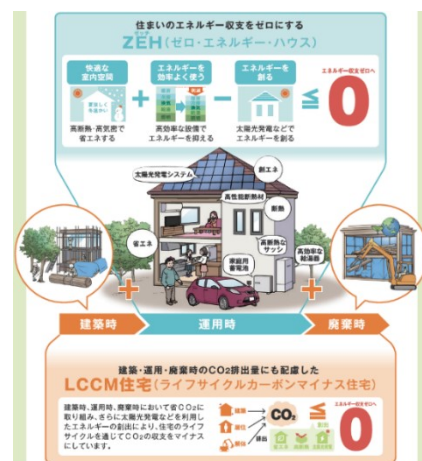 住まいのエネルギー収支をゼロにする
ZEH(ゼロ・エネルギー・ハウス)
快適な
室内空間
エネルギーを
効率よく使う
エネルギーを
創る
エネルギー収支ゼロへ
+
−
≦
0
高断熱・高気密で
省エネする
高効率な設備で
エネルギーを抑える
太陽光発電などで
エネルギーを創る
太陽光発電システム
創エネ
高性能断熱材
断熱
省エネ
高断熱な
サッシ
家庭用
蓄電池
高効率な
給湯器
+
+
建築時
運用時
廃棄時
建築・運用・廃棄時のCO2排出量にも配慮した
LCCM住宅(ライフサイクルカーボンマイナス住宅)
建築時、運用時、廃棄時において省CO2に
取り組み、さらに太陽光発電などを利用し
たエネルギーの創出により、住宅のライフ
サイクルを通じてCO2の収支をマイナス
にしています。
建築
CO2
排出
≦
エネルギー収支ゼロへ
0